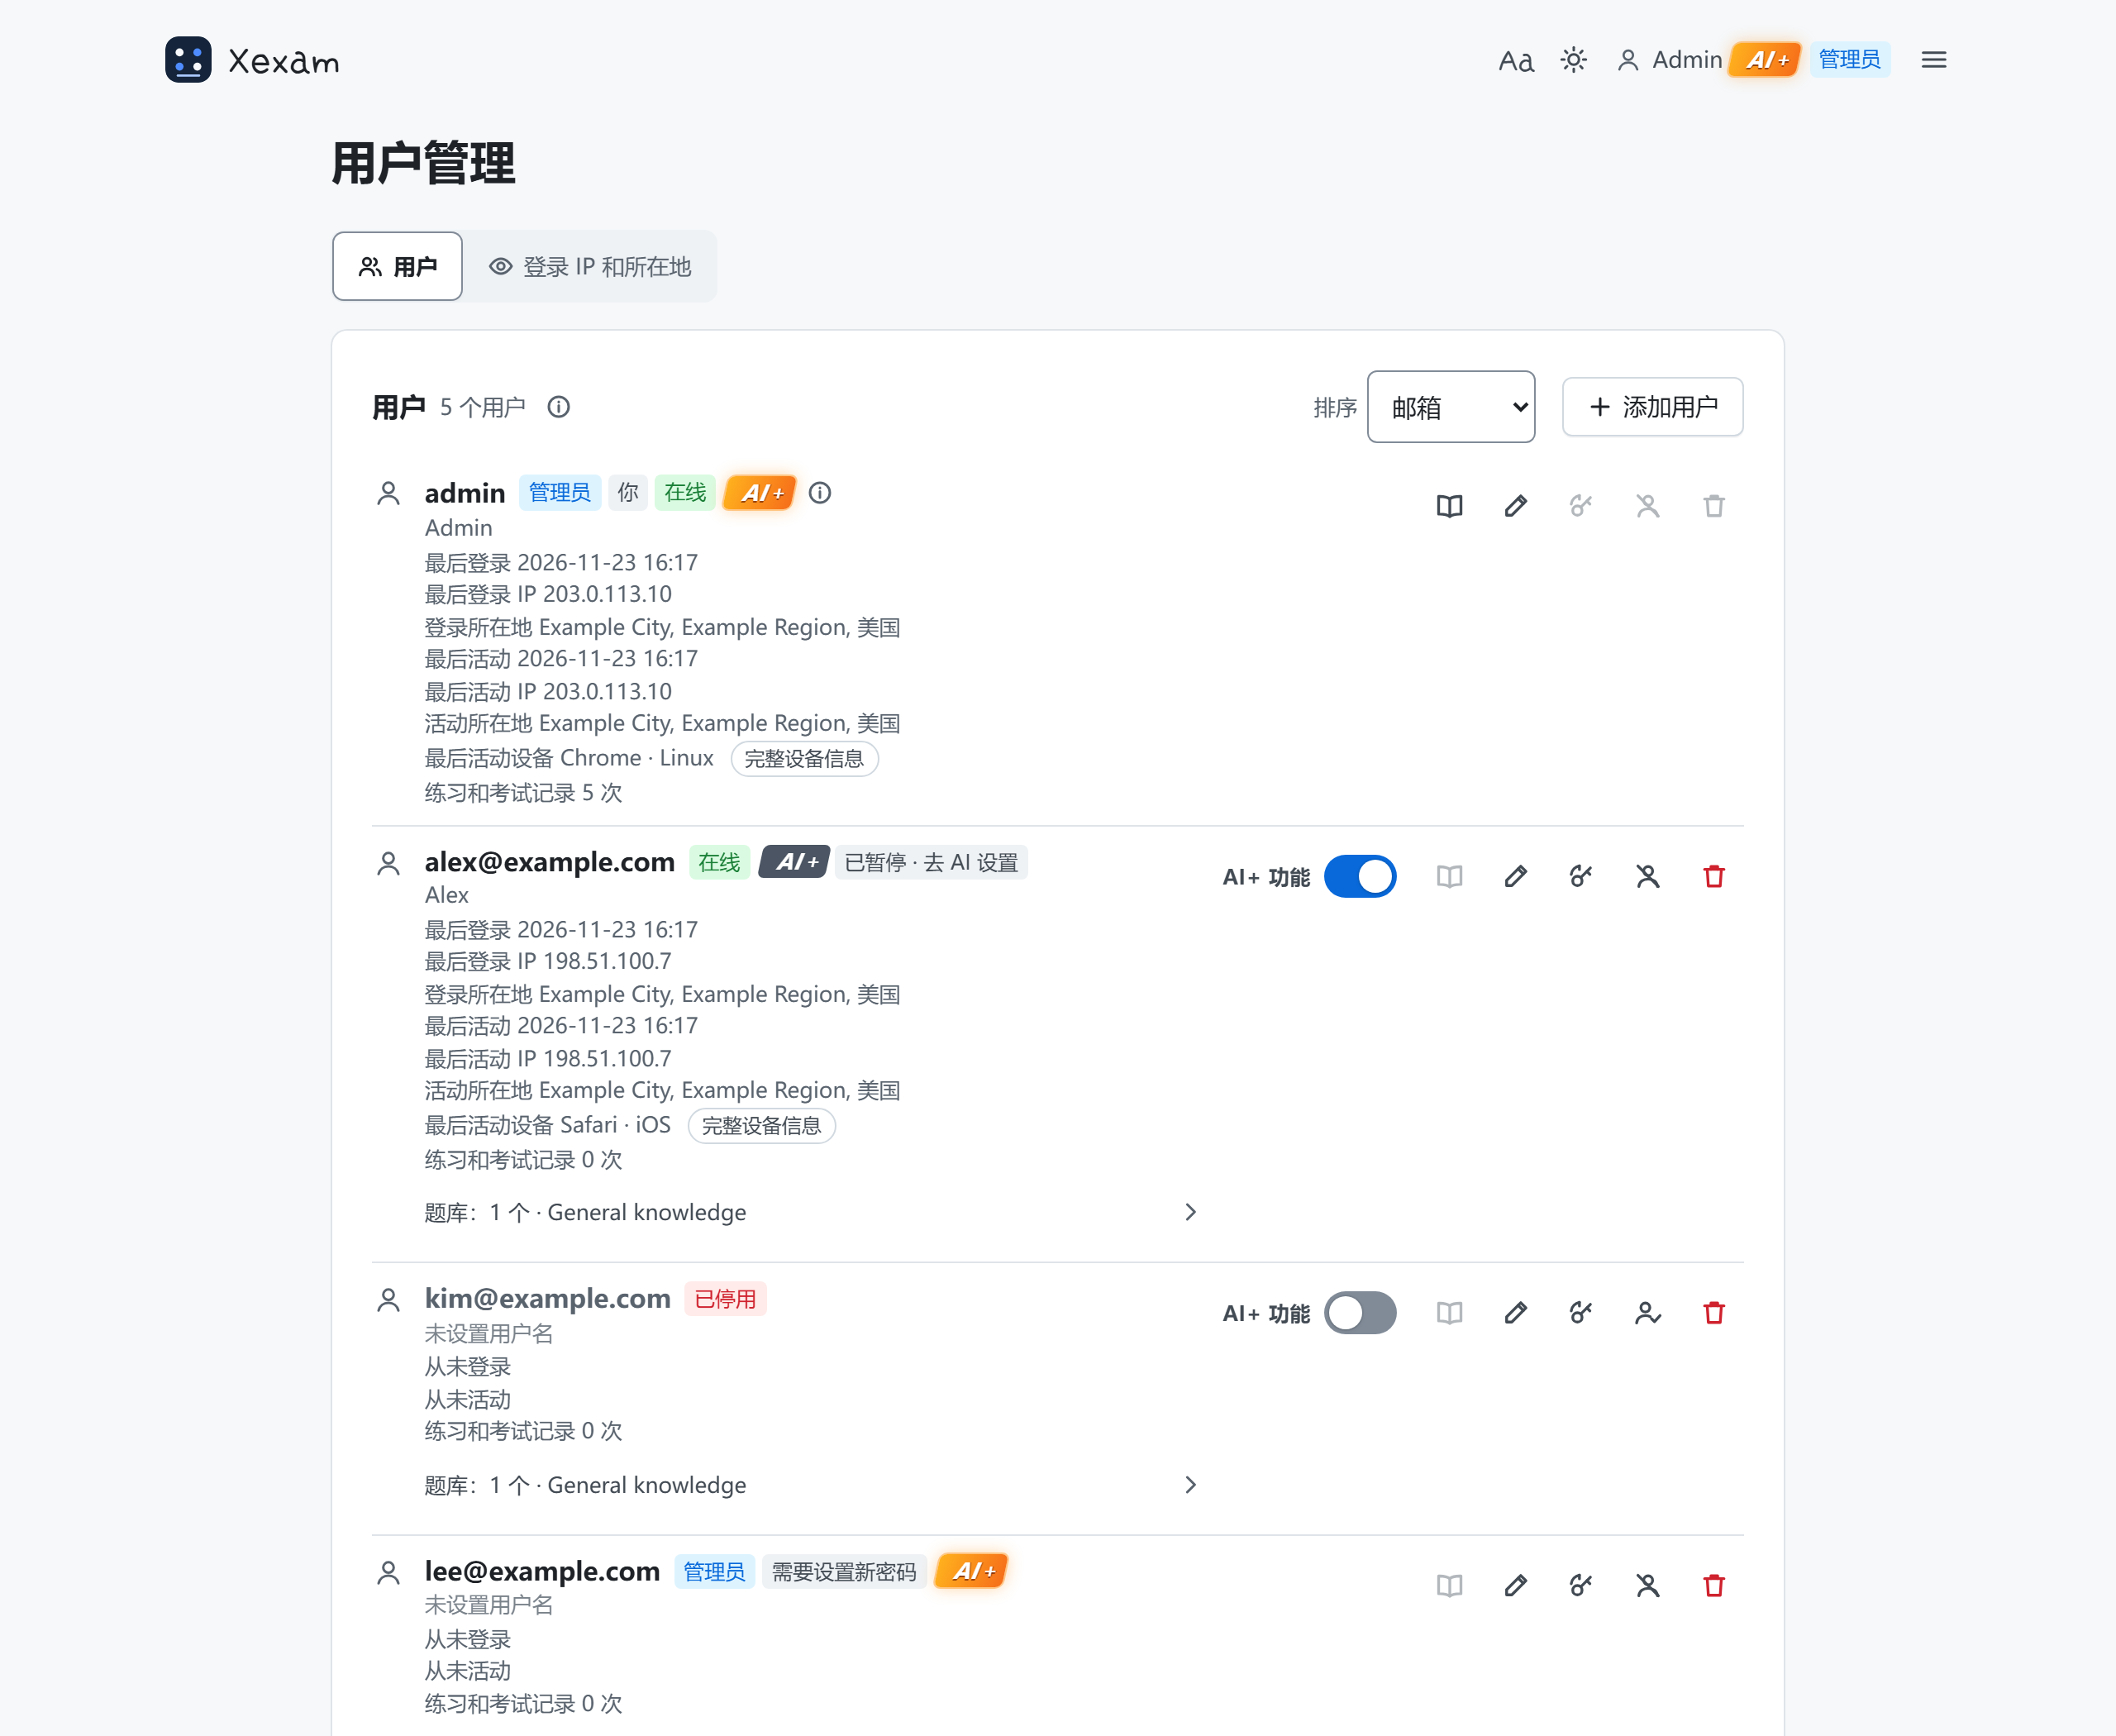 Xexam
Aa Admin AI+ 管理员
用户管理
用户 登录 IP 和所在地
用户 5 个用户 排序 邮箱 添加用户
admin 管理员 你 在线 AI+
Admin
最后登录 2026-11-23 16:17
最后登录 IP 203.0.113.10
登录所在地 Example City, Example Region, 美国
最后活动 2026-11-23 16:17
最后活动 IP 203.0.113.10
活动所在地 Example City, Example Region, 美国
最后活动设备 Chrome · Linux 完整设备信息
练习和考试记录 5 次
alex@example.com 在线 AI+ 已暂停 · 去 AI 设置 AI+ 功能
Alex
最后登录 2026-11-23 16:17
最后登录 IP 198.51.100.7
登录所在地 Example City, Example Region, 美国
最后活动 2026-11-23 16:17
最后活动 IP 198.51.100.7
活动所在地 Example City, Example Region, 美国
最后活动设备 Safari · iOS 完整设备信息
练习和考试记录 0 次
题库：1 个 · General knowledge
kim@example.com 已停用 AI+ 功能
未设置用户名
从未登录
从未活动
练习和考试记录 0 次
题库：1 个 · General knowledge
lee@example.com 管理员 需要设置新密码 AI+
未设置用户名
从未登录
从未活动
练习和考试记录 0 次